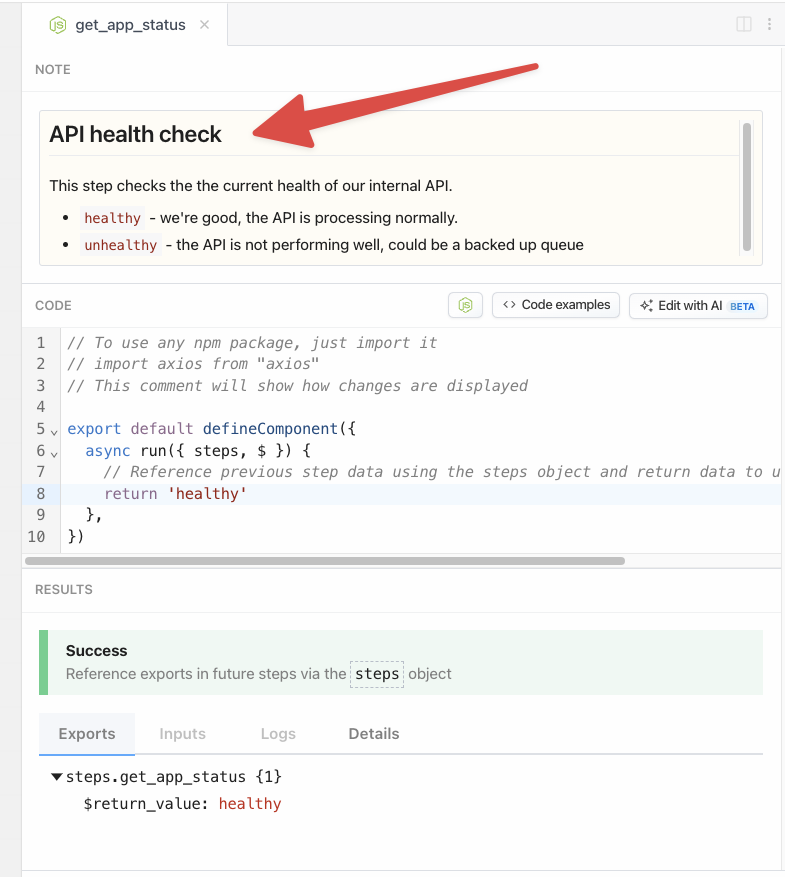 get_app_status
NOTE
API health check
This step checks the the current health of our internal API.
• healthy - we're good, the API is processing normally.
• unhealthy - the API is not performing well, could be a backed up queue
CODE
JS <> Code examples Edit with AI BETA
1 // To use any npm package, just import it
2 // import axios from "axios"
3 // This comment will show how changes are displayed
4
5 export default defineComponent({
6   async run({ steps, $ }) {
7     // Reference previous step data using the steps object and return data to u
8     return 'healthy'
9   },
10 })
RESULTS
Success
Reference exports in future steps via the steps object
Exports Inputs Logs Details
steps.get_app_status {1}
$return_value: healthy